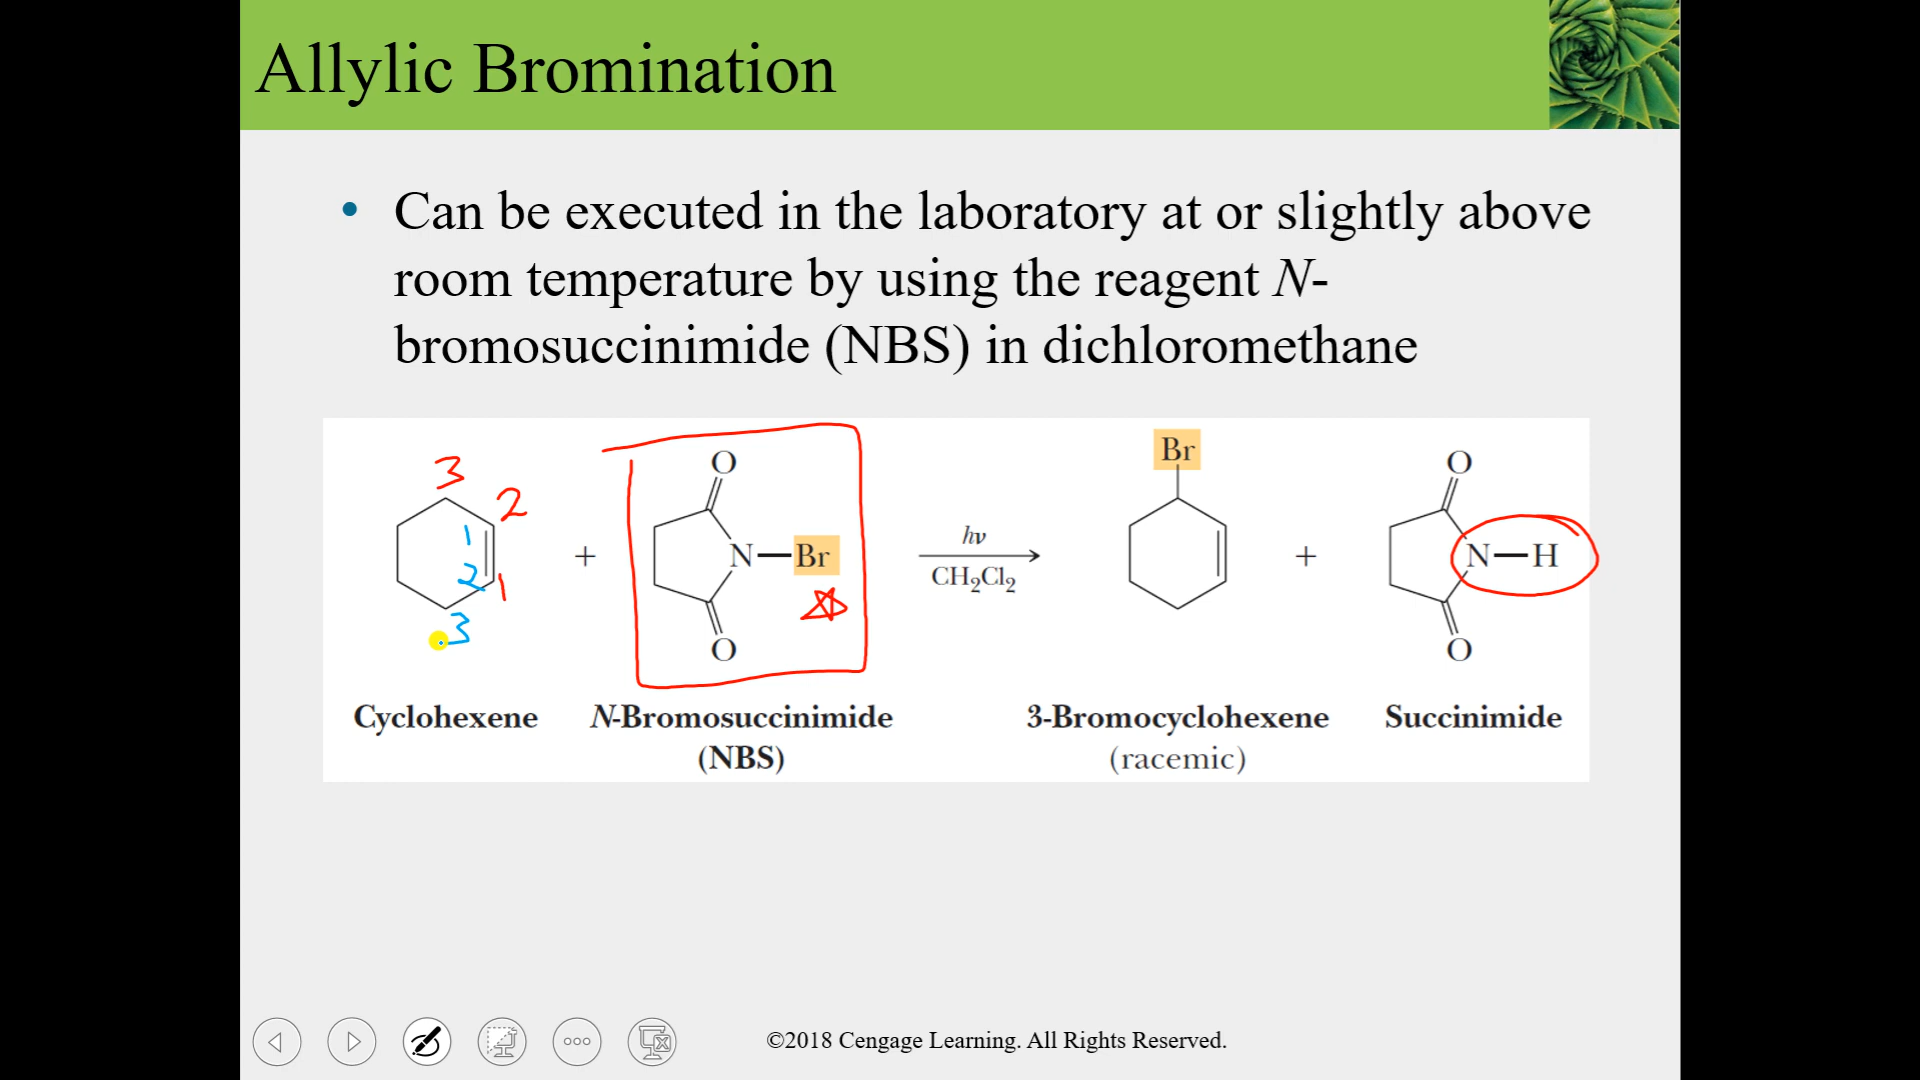 Allylic Bromination
• Can be executed in the laboratory at or slightly above
room temperature by using the reagent N-
bromosuccinimide (NBS) in dichloromethane
3
2
1
2
1
3
+
O
N—Br
O
hν
CH₂Cl₂
Br
+
O
N—H
O
Cyclohexene
N-Bromosuccinimide
(NBS)
3-Bromocyclohexene
(racemic)
Succinimide
©2018 Cengage Learning. All Rights Reserved.